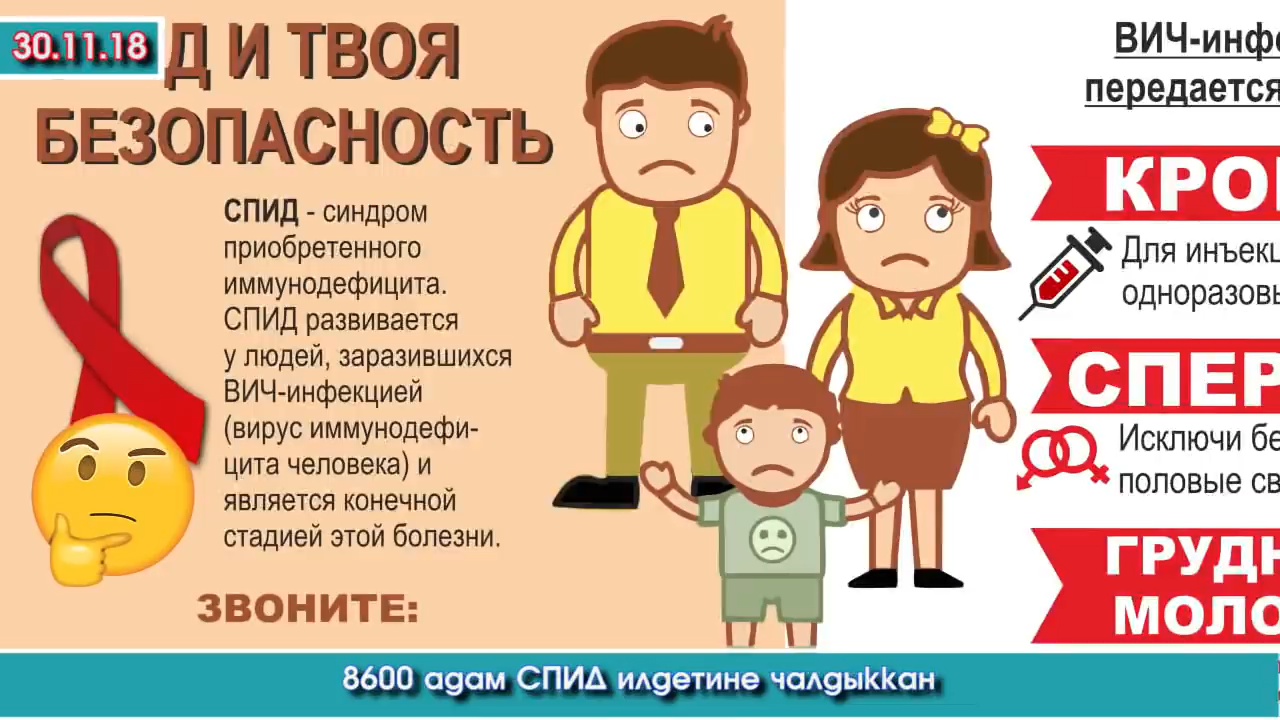 30.11.18
Д И ТВОЯ
БЕЗОПАСНОСТЬ
СПИД - синдром
приобретенного
иммунодефицита.
СПИД развивается
у людей, заразившихся
ВИЧ-инфекцией
(вирус иммунодефи-
цита человека) и
является конечной
стадией этой болезни.
ЗВОНИТЕ:
ВИЧ-инфе
передается
КРО
Для инъекц
одноразовы
СПЕР
Исключи бе
половые св
ГРУДН
МОЛО
8600 адам СПИД илдетине чалдыккан